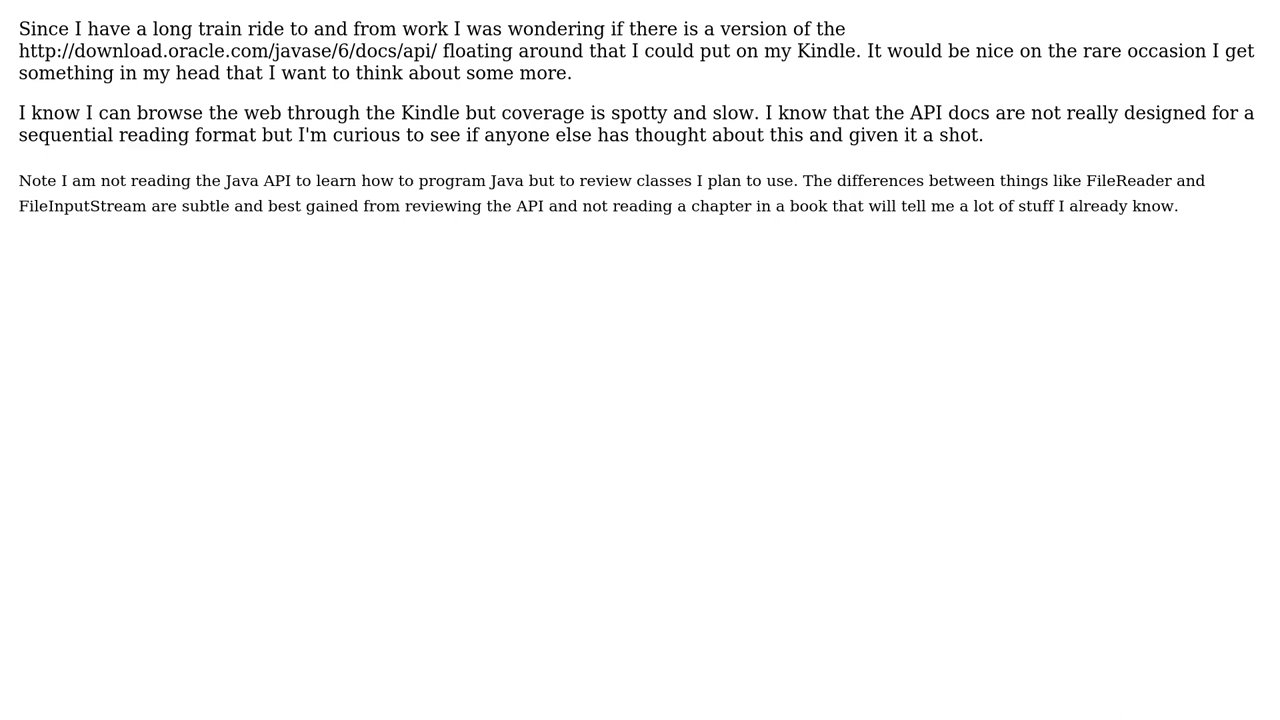 Since I have a long train ride to and from work I was wondering if there is a version of the
http://download.oracle.com/javase/6/docs/api/ floating around that I could put on my Kindle. It would be nice on the rare occasion I get
something in my head that I want to think about some more.
I know I can browse the web through the Kindle but coverage is spotty and slow. I know that the API docs are not really designed for a
sequential reading format but I'm curious to see if anyone else has thought about this and given it a shot.
Note I am not reading the Java API to learn how to program Java but to review classes I plan to use. The differences between things like FileReader and
FileInputStream are subtle and best gained from reviewing the API and not reading a chapter in a book that will tell me a lot of stuff I already know.